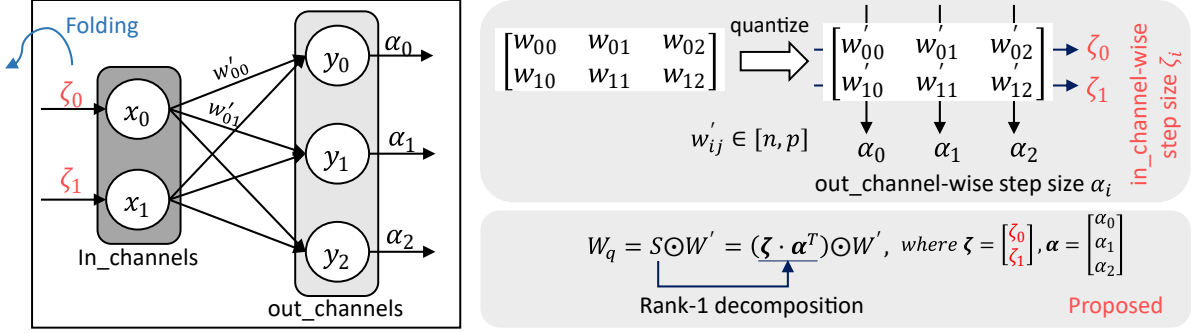 Folding
ζ₀
ζ₁
x₀
x₁
In_channels
w′₀₀
w′₀₁
y₀
y₁
y₂
α₀
α₁
α₂
out_channels
[w₀₀ w₀₁ w₀₂]
[w₁₀ w₁₁ w₁₂]
quantize
[w′₀₀ w′₀₁ w′₀₂] ζ₀
[w′₁₀ w′₁₁ w′₁₂] ζ₁
w′ᵢⱼ ∈ [n, p]
α₀ α₁ α₂
out_channel-wise step size αᵢ
in_channel-wise
step size ζᵢ
W_q = S⊙W′ = (ζ · αᵀ)⊙W′, where ζ = [ζ₀ ζ₁], α = [α₀ α₁ α₂]
Rank-1 decomposition
Proposed